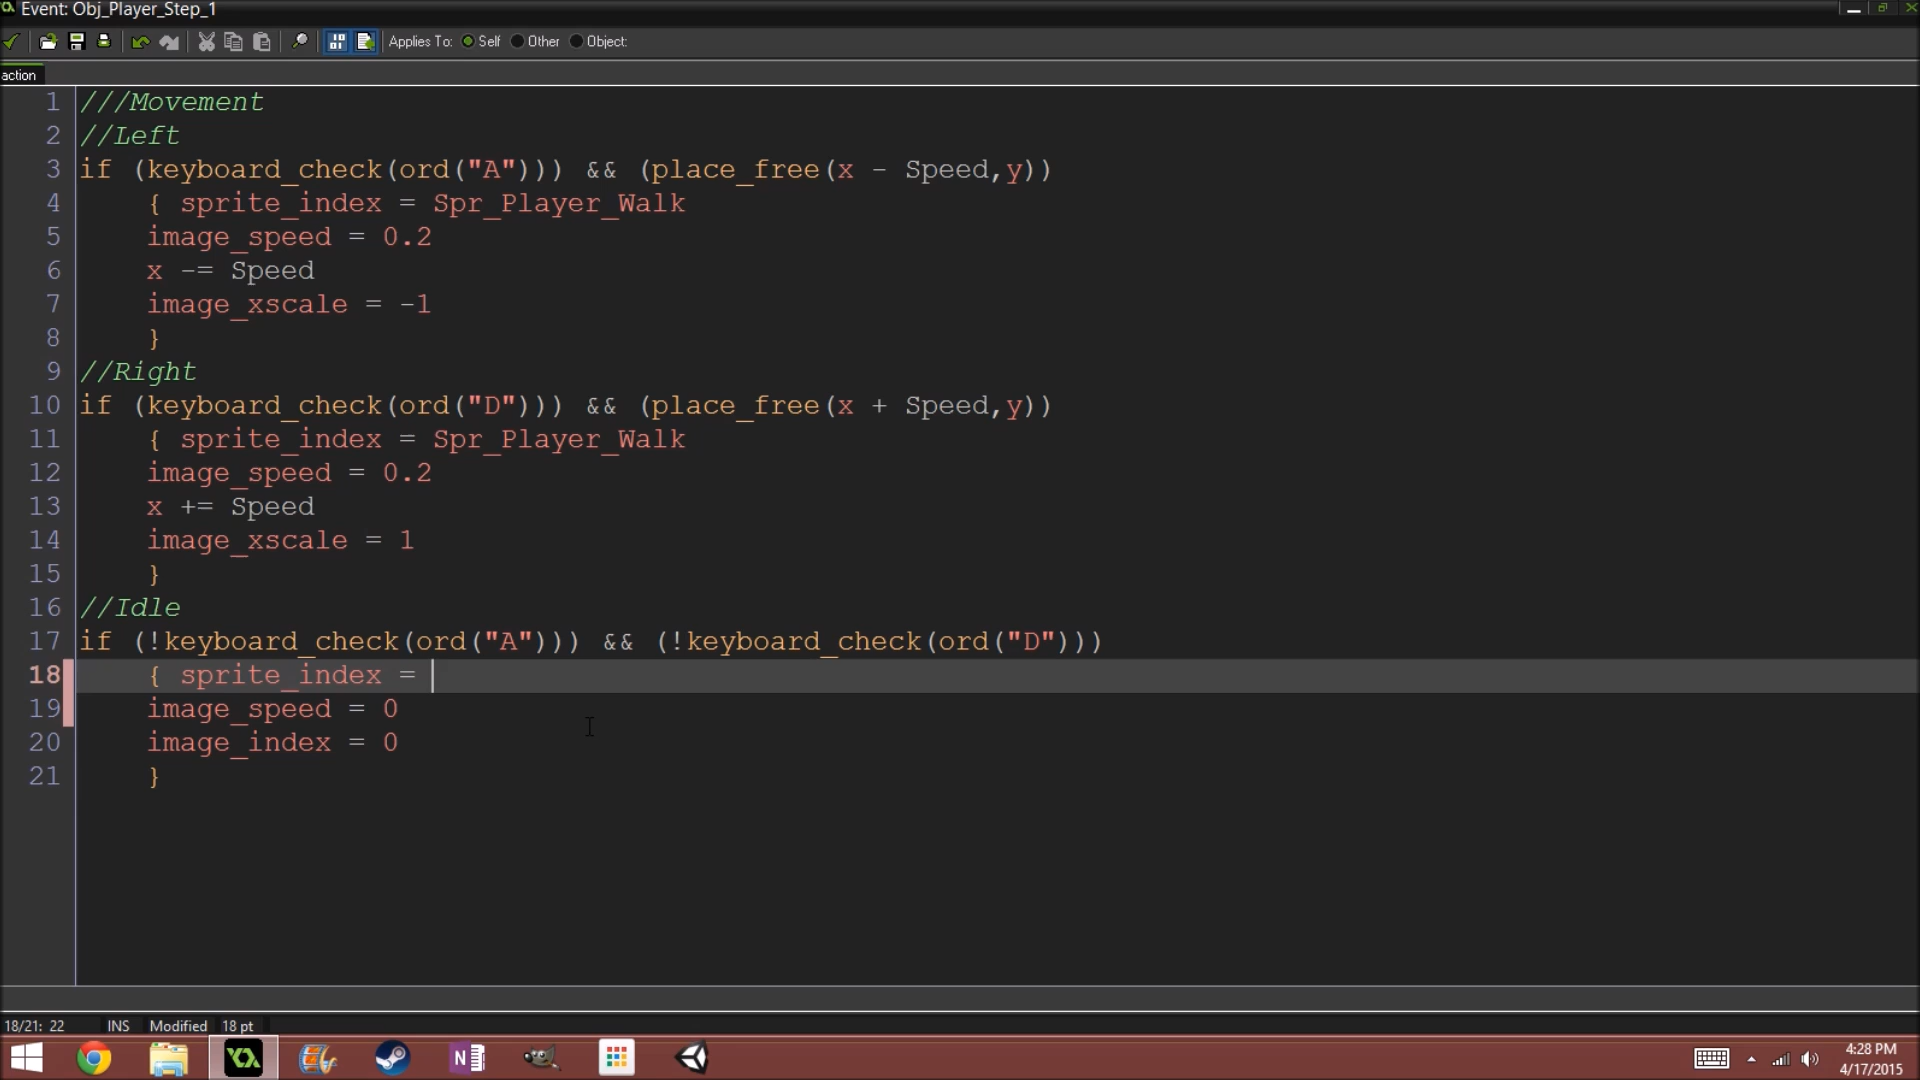 Event: Obj_Player_Step_1
Applies To: Self Other Object:
action
1 ///Movement
2 //Left
3 if (keyboard_check(ord("A"))) && (place_free(x - Speed,y))
4 { sprite_index = Spr_Player_Walk
5 image_speed = 0.2
6 x -= Speed
7 image_xscale = -1
8 }
9 //Right
10 if (keyboard_check(ord("D"))) && (place_free(x + Speed,y))
11 { sprite_index = Spr_Player_Walk
12 image_speed = 0.2
13 x += Speed
14 image_xscale = 1
15 }
16 //Idle
17 if (!keyboard_check(ord("A"))) && (!keyboard_check(ord("D")))
18 { sprite_index =
19 image_speed = 0
20 image_index = 0
21 }
18/21: 22 INS Modified 18 pt
N
4:28 PM
4/17/2015